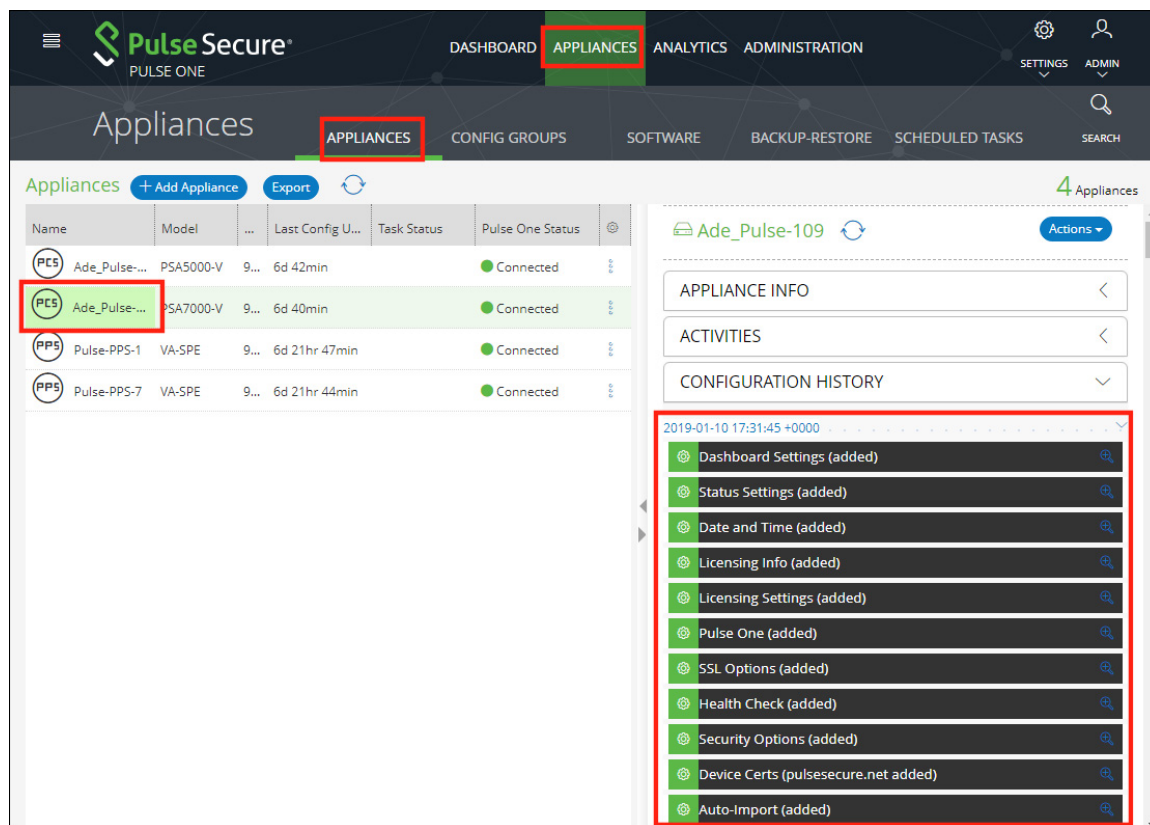 Pulse Secure®
PULSE ONE
DASHBOARD APPLIANCES ANALYTICS ADMINISTRATION
SETTINGS ADMIN
Appliances
APPLIANCES CONFIG GROUPS SOFTWARE BACKUP-RESTORE SCHEDULED TASKS
SEARCH
Appliances + Add Appliance Export
4 Appliances
Name Model ... Last Config U... Task Status Pulse One Status
PCS Ade_Pulse-... PSA5000-V 9... 6d 42min Connected
PCS Ade_Pulse-... PSA7000-V 9... 6d 40min Connected
PPS Pulse-PPS-1 VA-SPE 9... 6d 21hr 47min Connected
PPS Pulse-PPS-7 VA-SPE 9... 6d 21hr 44min Connected
Ade_Pulse-109 Actions
APPLIANCE INFO
ACTIVITIES
CONFIGURATION HISTORY
2019-01-10 17:31:45 +0000
Dashboard Settings (added)
Status Settings (added)
Date and Time (added)
Licensing Info (added)
Licensing Settings (added)
Pulse One (added)
SSL Options (added)
Health Check (added)
Security Options (added)
Device Certs (pulsesecure.net added)
Auto-Import (added)